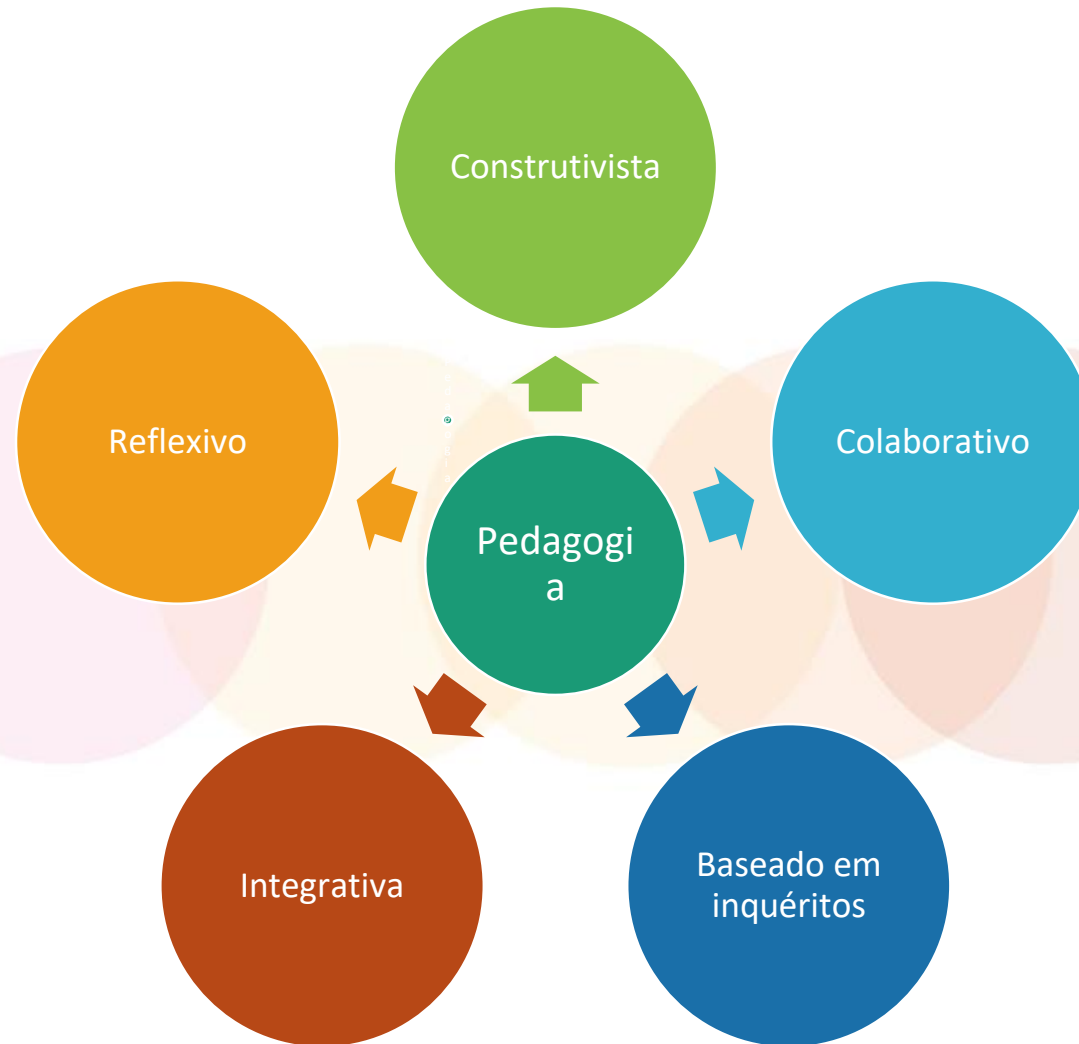 Construtivista
Reflexivo
Colaborativo
Pedagogi
a
Integrativa
Baseado em
inquéritos